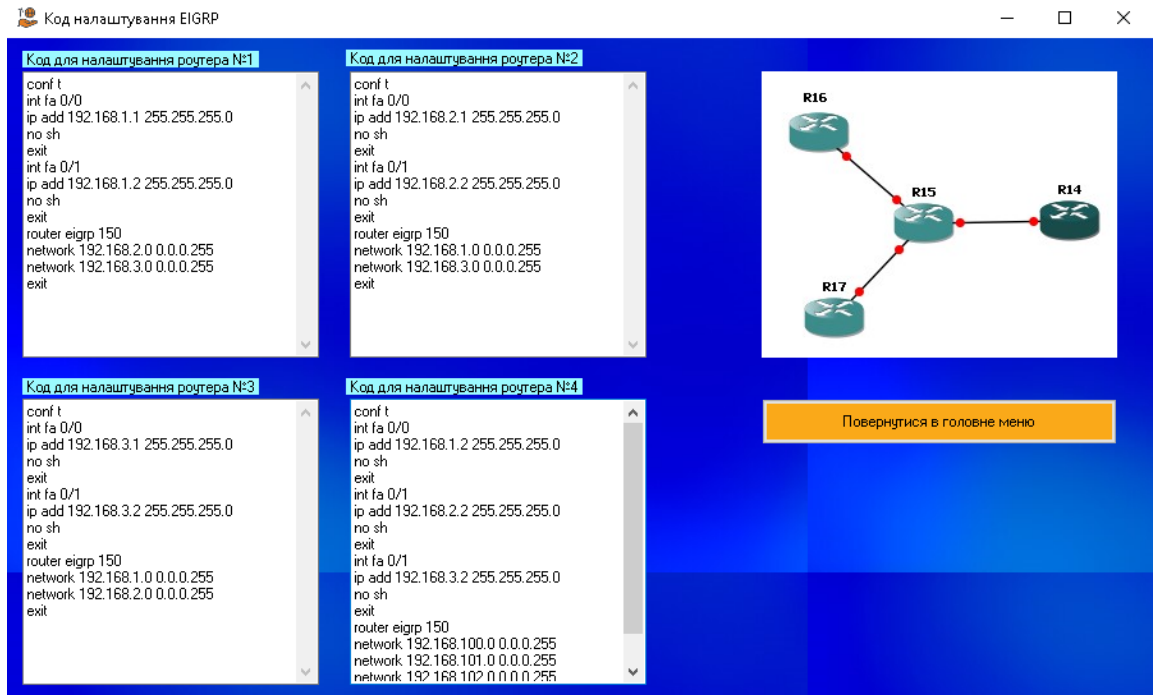 Код налаштування EIGRP
Код для налаштування роутера №1
conf t
int fa 0/0
ip add 192.168.1.1 255.255.255.0
no sh
exit
int fa 0/1
ip add 192.168.1.2 255.255.255.0
no sh
exit
router eigrp 150
network 192.168.2.0 0.0.0.255
network 192.168.3.0 0.0.0.255
exit
Код для налаштування роутера №2
conf t
int fa 0/0
ip add 192.168.2.1 255.255.255.0
no sh
exit
int fa 0/1
ip add 192.168.2.2 255.255.255.0
no sh
exit
router eigrp 150
network 192.168.1.0 0.0.0.255
network 192.168.3.0 0.0.0.255
exit
R16
R15
R14
R17
Код для налаштування роутера №3
conf t
int fa 0/0
ip add 192.168.3.1 255.255.255.0
no sh
exit
int fa 0/1
ip add 192.168.3.2 255.255.255.0
no sh
exit
router eigrp 150
network 192.168.1.0 0.0.0.255
network 192.168.2.0 0.0.0.255
exit
Код для налаштування роутера №4
conf t
int fa 0/0
ip add 192.168.1.2 255.255.255.0
no sh
exit
int fa 0/1
ip add 192.168.2.2 255.255.255.0
no sh
exit
int fa 0/1
ip add 192.168.3.2 255.255.255.0
no sh
exit
router eigrp 150
network 192.168.100.0 0.0.0.255
network 192.168.101.0 0.0.0.255
network 192.168.102.0 0.0.0.255
Повернутися в головне меню